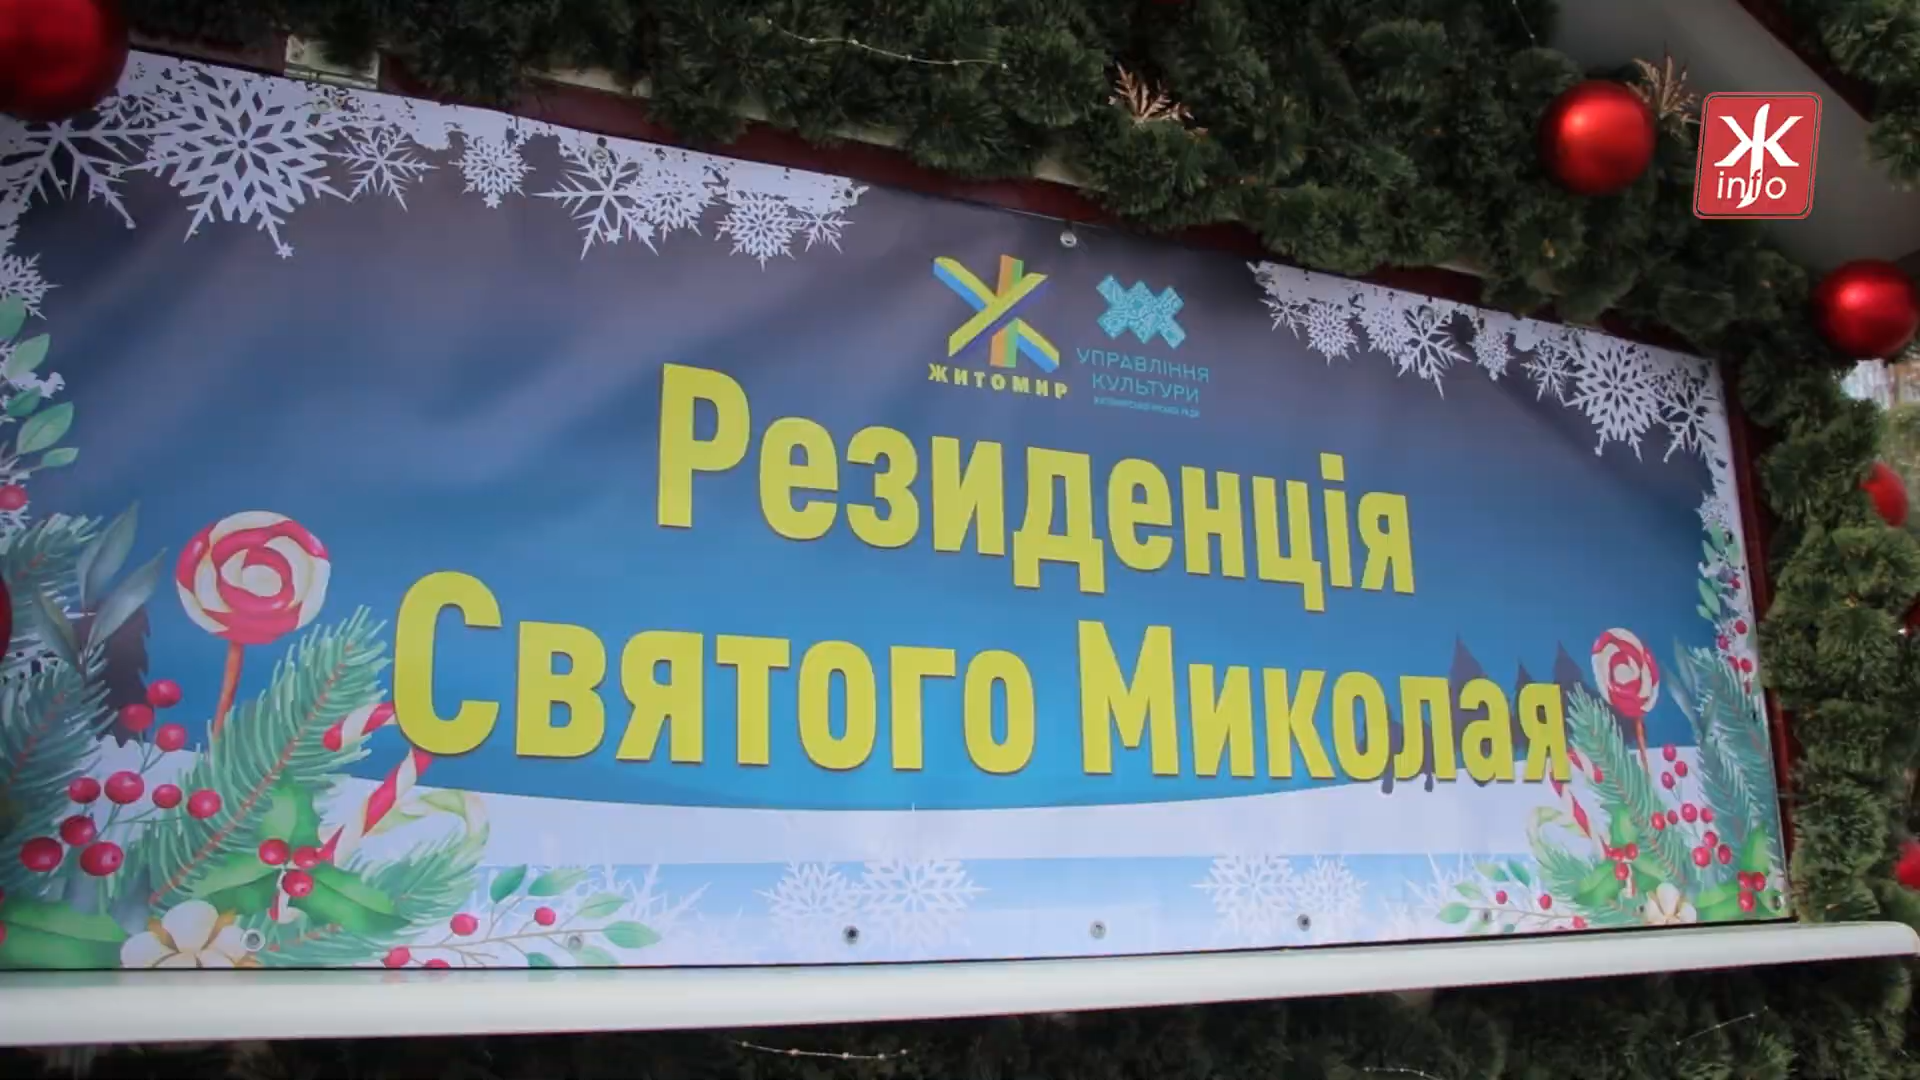 Ж
info
ЖИТОМИР
УПРАВЛІННЯ
КУЛЬТУРИ
Резиденція
Святого Миколая